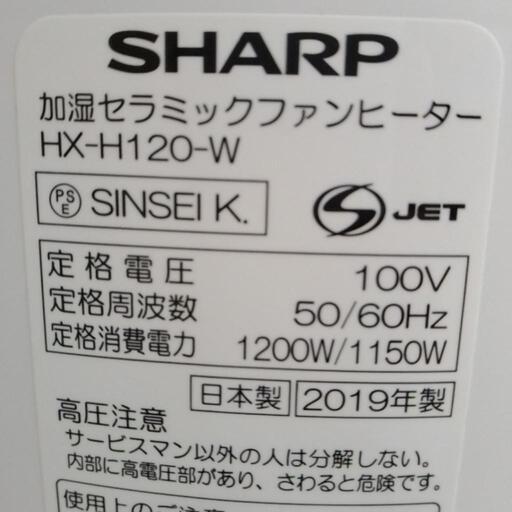 SHARP
加湿セラミックファンヒーター
HX-H120-W
PSE SINSEI K.
S JET
定格電圧 100V
定格周波数 50/60Hz
定格消費電力 1200W/1150W
日本製 2019年製
高圧注意
サービスマン以外の人は分解しない。
内部に高電圧部があり、さわると危険です。
使用上のご注意